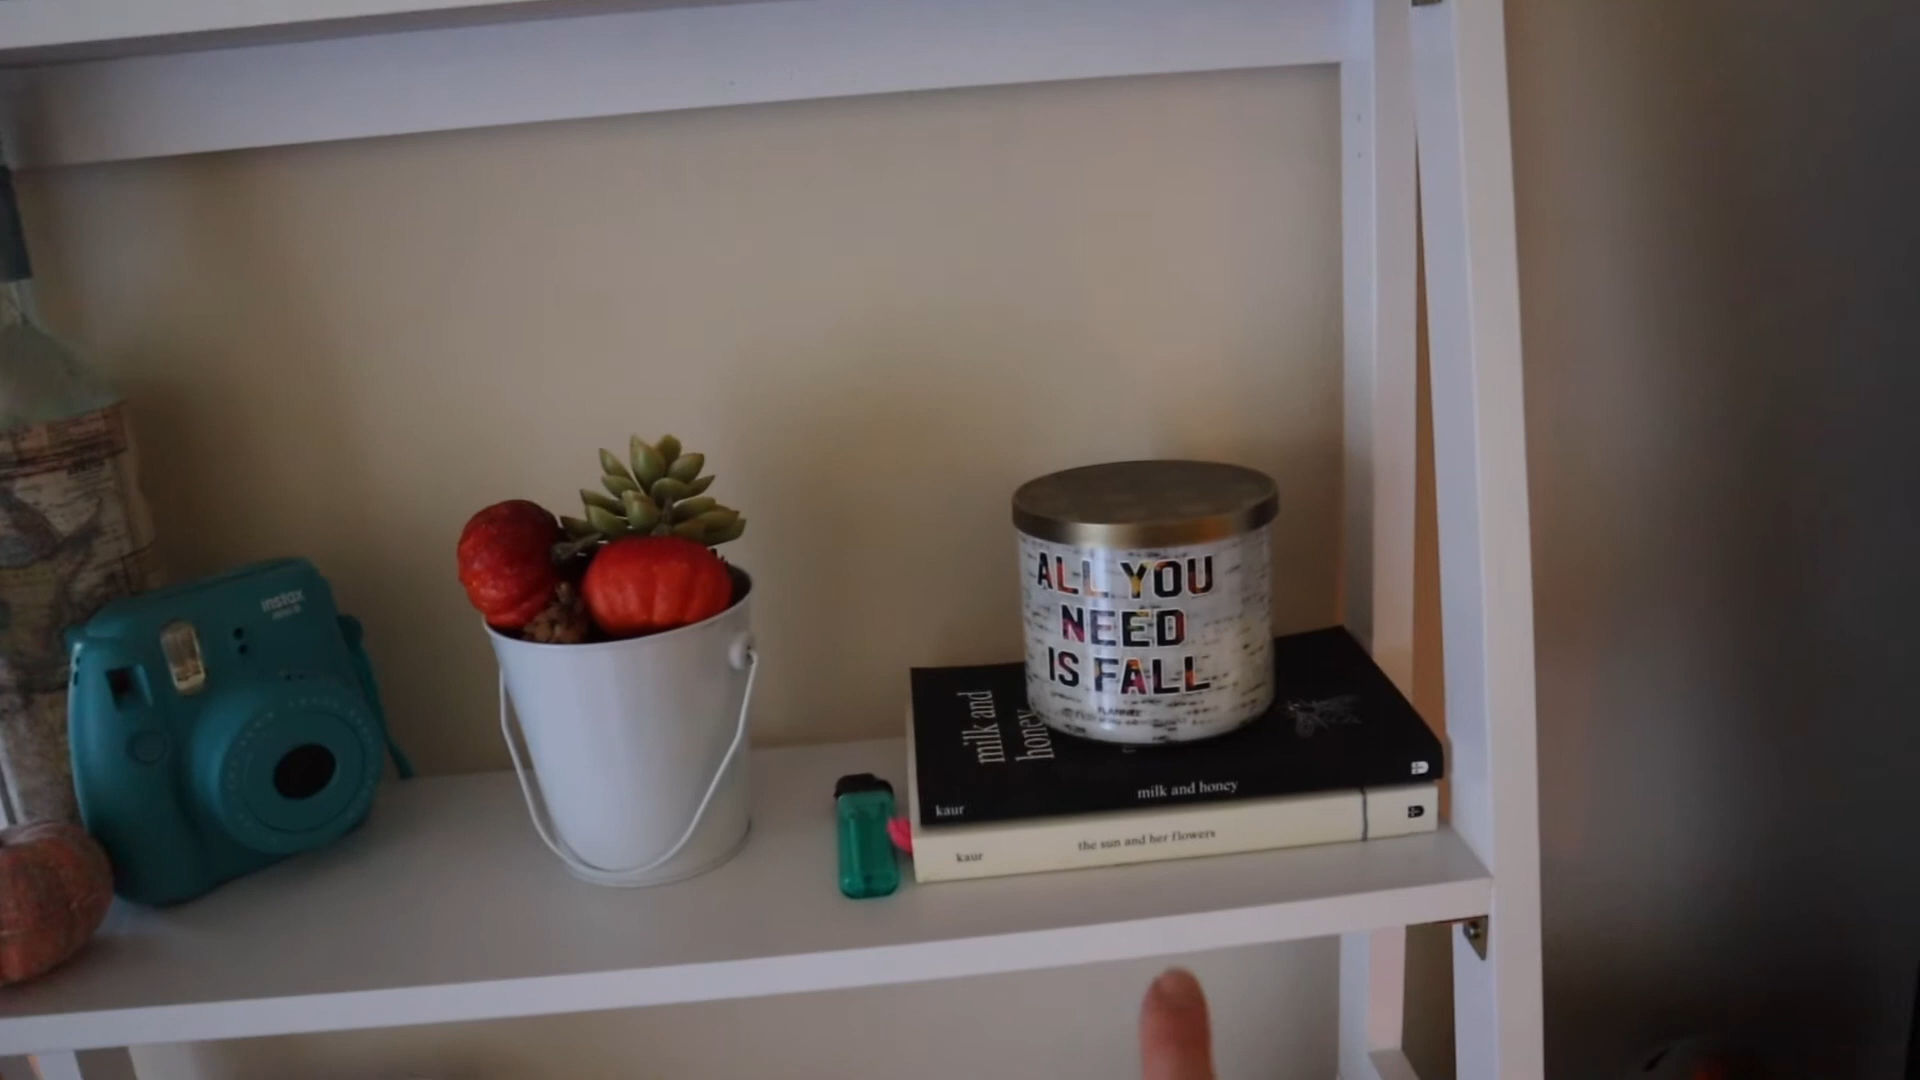 instax
ALL YOU
NEED
IS FALL
FLANNEL
milk and
honey
milk and honey
kaur
the sun and her flowers
kaur